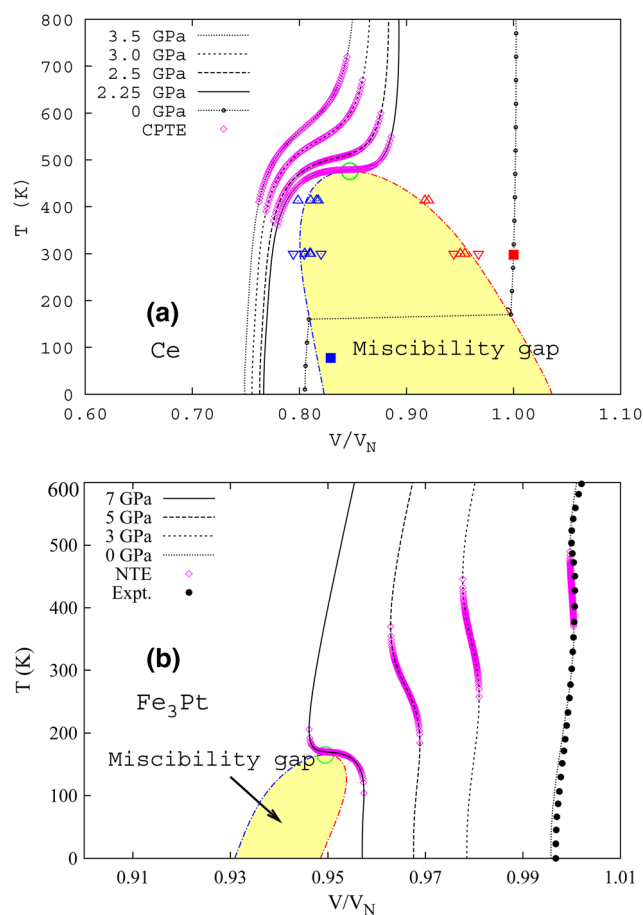 800
700
600
500
400
300
200
100
0
T (K)
3.5 GPa
3.0 GPa
2.5 GPa
2.25 GPa
0 GPa
CPTE
(a)
Ce
Miscibility gap
0.60 0.70 0.80 0.90 1.00 1.10
V/VN
600
500
400
300
200
100
0
T (K)
7 GPa
5 GPa
3 GPa
0 GPa
NTE
Expt.
(b)
Fe3Pt
Miscibility gap
0.91 0.93 0.95 0.97 0.99 1.01
V/VN